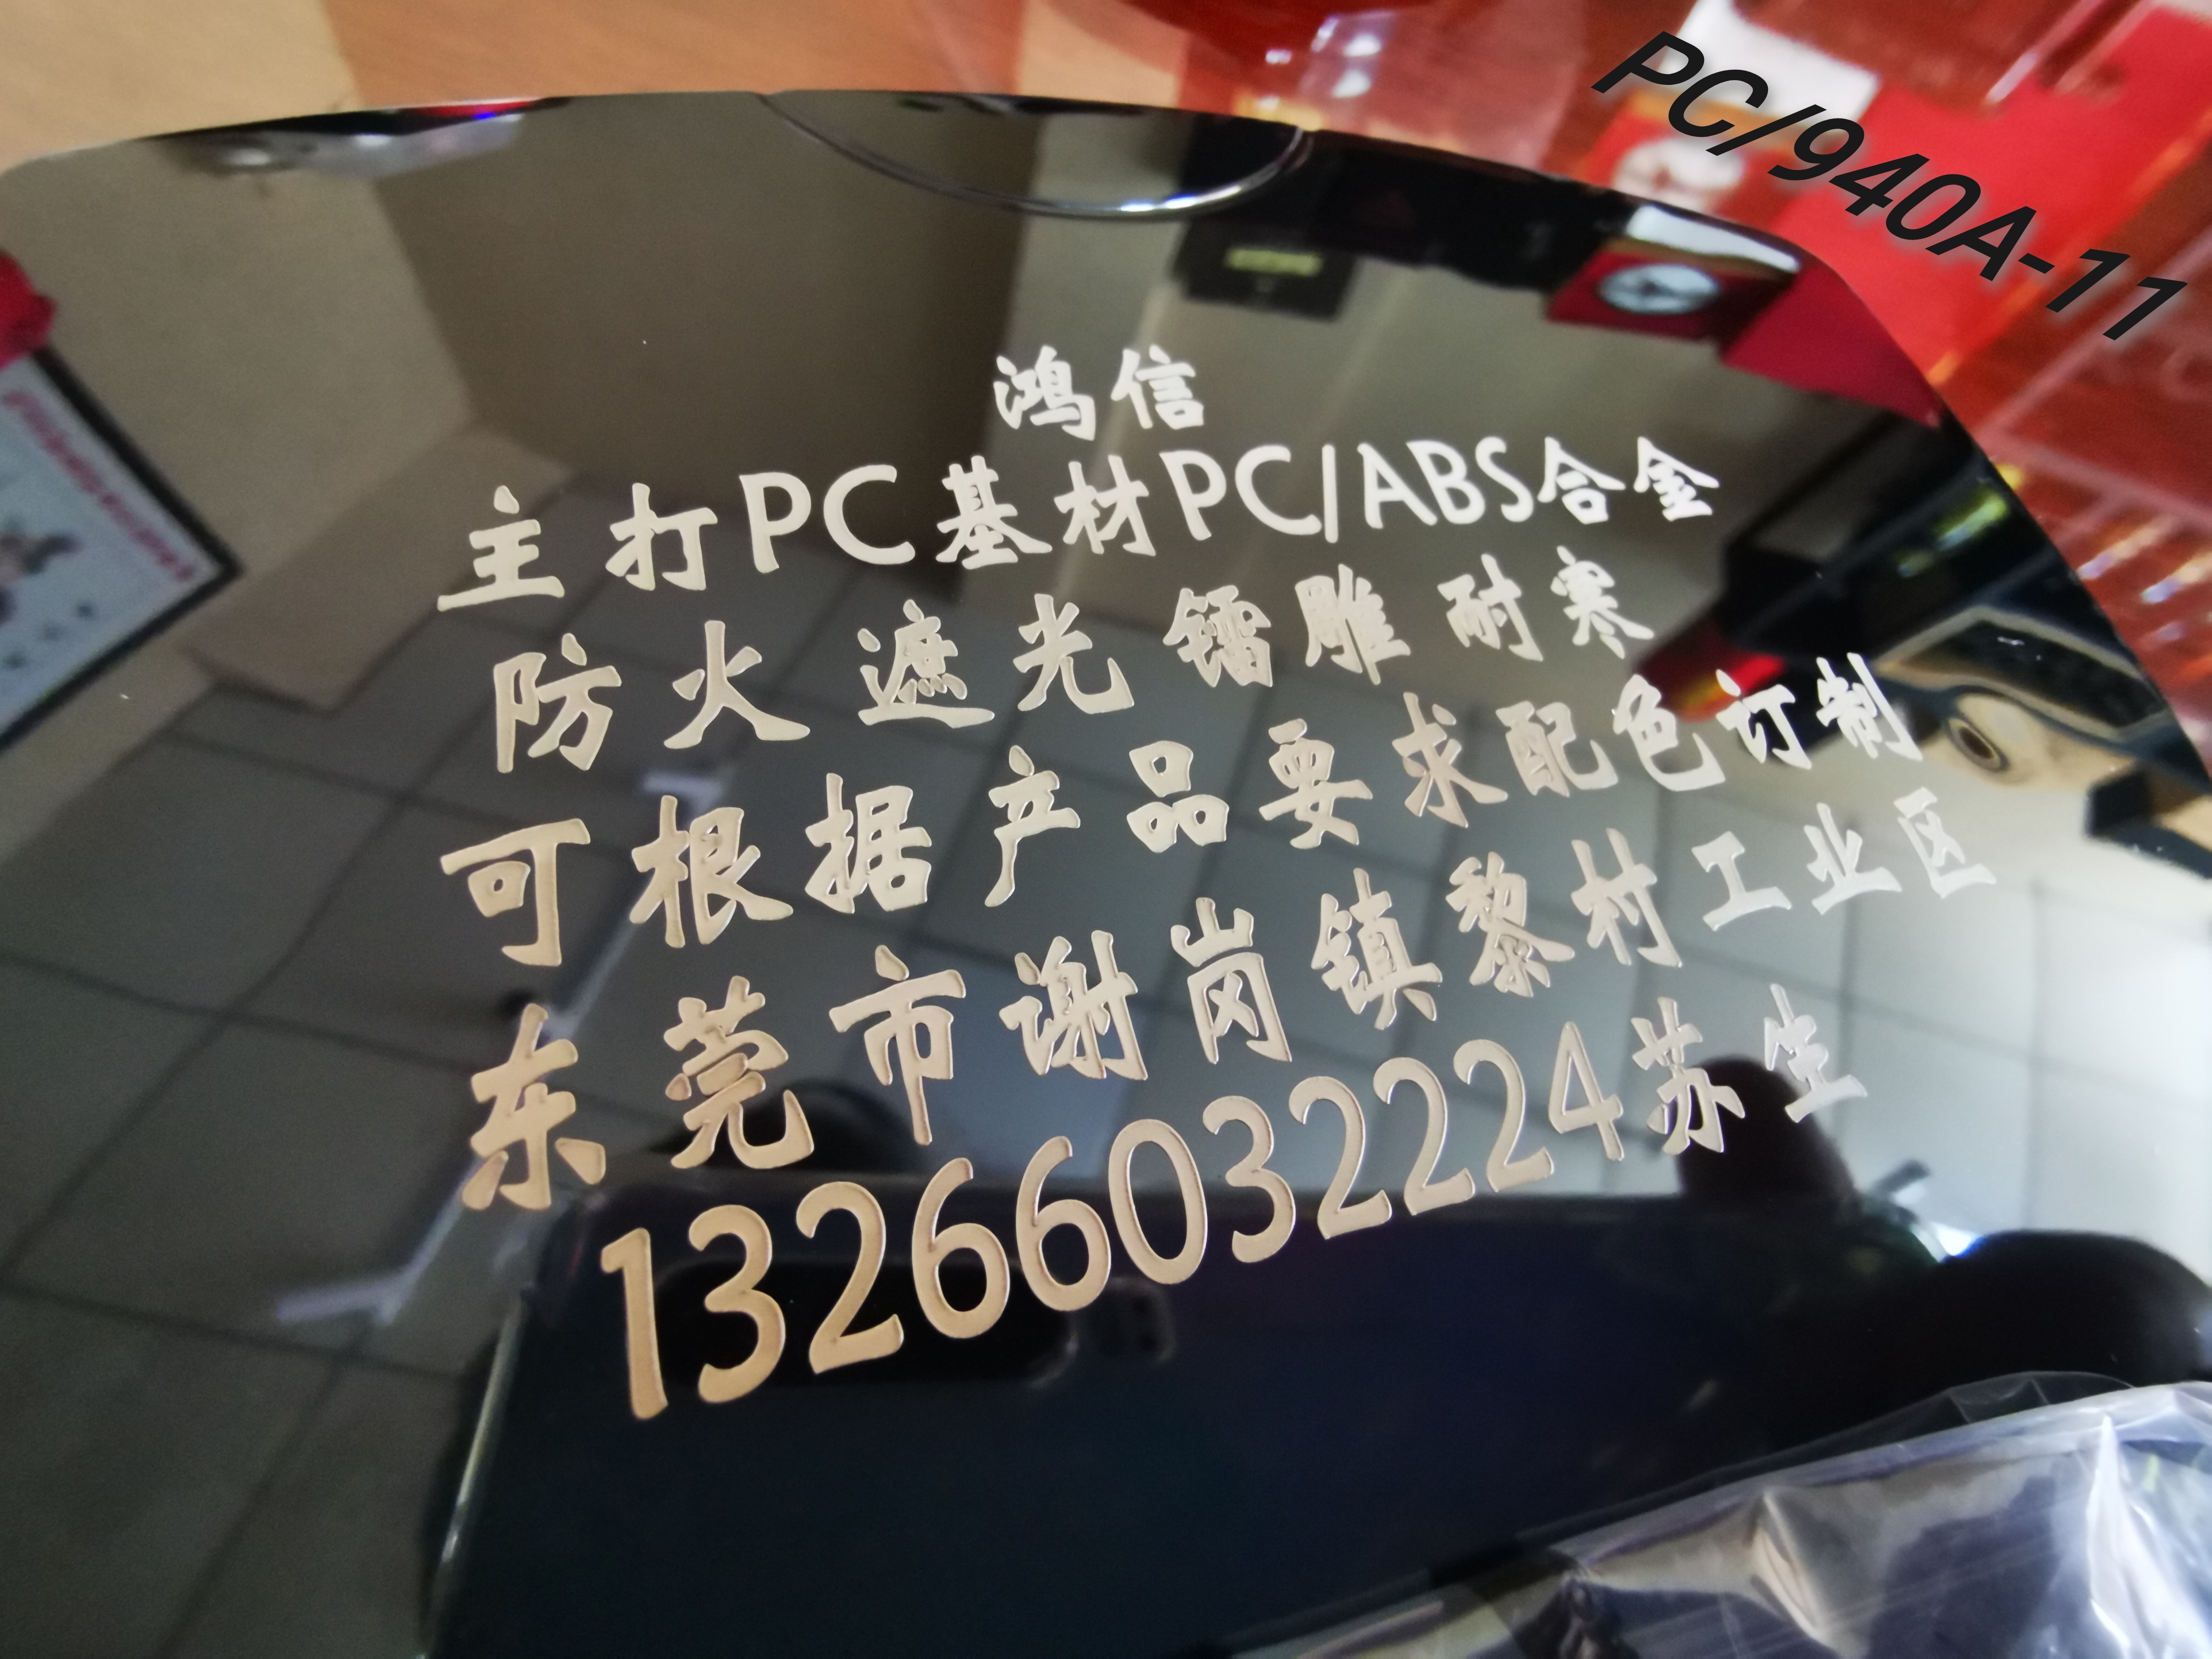 PC/940A-11
鸿信
主打PC基材PC/ABS合金
防火 遮光 镭雕 耐寒
可根据产品要求配色订制
东莞市谢岗镇黎村工业区
13266032224苏生